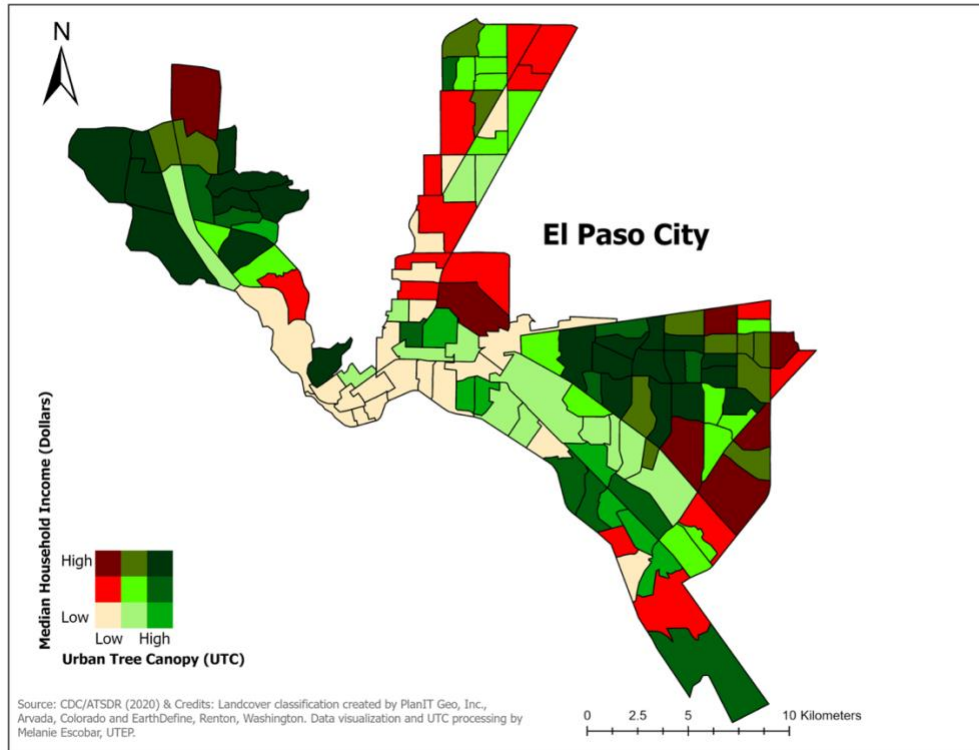 N
El Paso City
Median Household Income (Dollars)
High
Low
Low High
Urban Tree Canopy (UTC)
Source: CDC/ATSDR (2020) & Credits: Landcover classification created by PlanIT Geo, Inc.,
Arvada, Colorado and EarthDefine, Renton, Washington. Data visualization and UTC processing by
Melanie Escobar, UTEP.
0 2.5 5 10 Kilometers